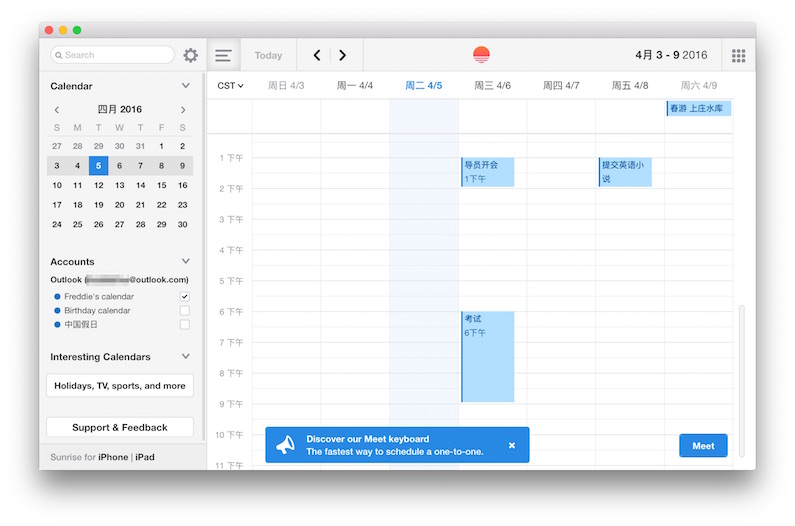 Search
Today
4月 3 - 9 2016
Calendar
四月 2016
S M T W T F S
27 28 29 30 31 1 2
3 4 5 6 7 8 9
10 11 12 13 14 15 16
17 18 19 20 21 22 23
24 25 26 27 28 29 30
Accounts
Outlook (@outlook.com)
Freddie's calendar
Birthday calendar
中国假日
Interesting Calendars
Holidays, TV, sports, and more
Support & Feedback
Sunrise for iPhone | iPad
CST 周日 4/3 周一 4/4 周二 4/5 周三 4/6 周四 4/7 周五 4/8 周六 4/9
春游 上庄水库
1 下午
导员开会
1下午
提交英语小
说
2 下午
3 下午
4 下午
5 下午
6 下午
考试
6下午
7 下午
8 下午
9 下午
10 下午
11 下午
Discover our Meet keyboard
The fastest way to schedule a one-to-one.
Meet